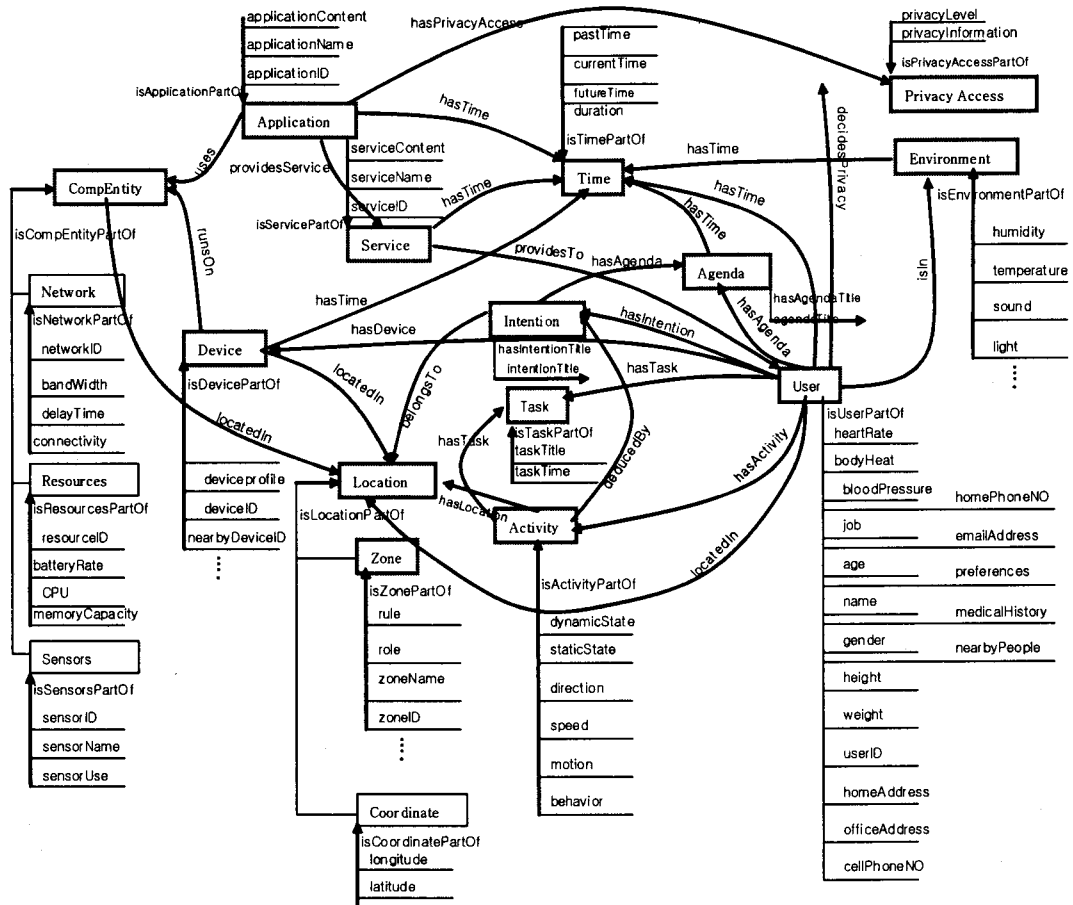 applicationContent
applicationName
applicationID
isApplicationPartOf
Application
hasPrivacyAccess
pastTime
currentTime
futureTime
duration
isTimePartOf
Time
privacyLevel
privacyInformation
isPrivacyAccessPartOf
Privacy Access
decidesPrivacy
hasTime
hasTime
Environment
isEnvironmentPartOf
humidity
temperature
sound
light
uses
providesService
serviceContent
serviceName
serviceID
isServicePartOf
Service
hasTime
hasTime
hasTime
CompEntity
isCompEntityPartOf
runsOn
providesTo
hasAgenda
Agenda
hasAgendaTitle
agendaTitle
hasAgenda
isIn
Network
isNetworkPartOf
networkID
bandWidth
delayTime
connectivity
hasTime
Device
isDevicePartOf
hasDevice
locatedIn
locatedIn
deviceprofile
deviceID
nearbyDeviceID
Intention
hasIntention
hasIntentionTitle
intentionTitle
belongsTo
hasTask
Task
hasTask
isTaskPartOf
taskTitle
taskTime
deducedBy
hasActivity
User
isUserPartOf
heartRate
bodyHeat
bloodPressure
homePhoneNO
job
emailAddress
age
preferences
name
medicalHistory
gender
nearbyPeople
height
weight
userID
homeAddress
officeAddress
cellPhoneNO
Resources
isResourcesPartOf
resourceID
batteryRate
CPU
memoryCapacity
Location
isLocationPartOf
hasLocation
Activity
locatedIn
isActivityPartOf
dynamicState
staticState
direction
speed
motion
behavior
Zone
isZonePartOf
rule
role
zoneName
zoneID
Sensors
isSensorsPartOf
sensorID
sensorName
sensorUse
Coordinate
isCoordinatePartOf
longitude
latitude